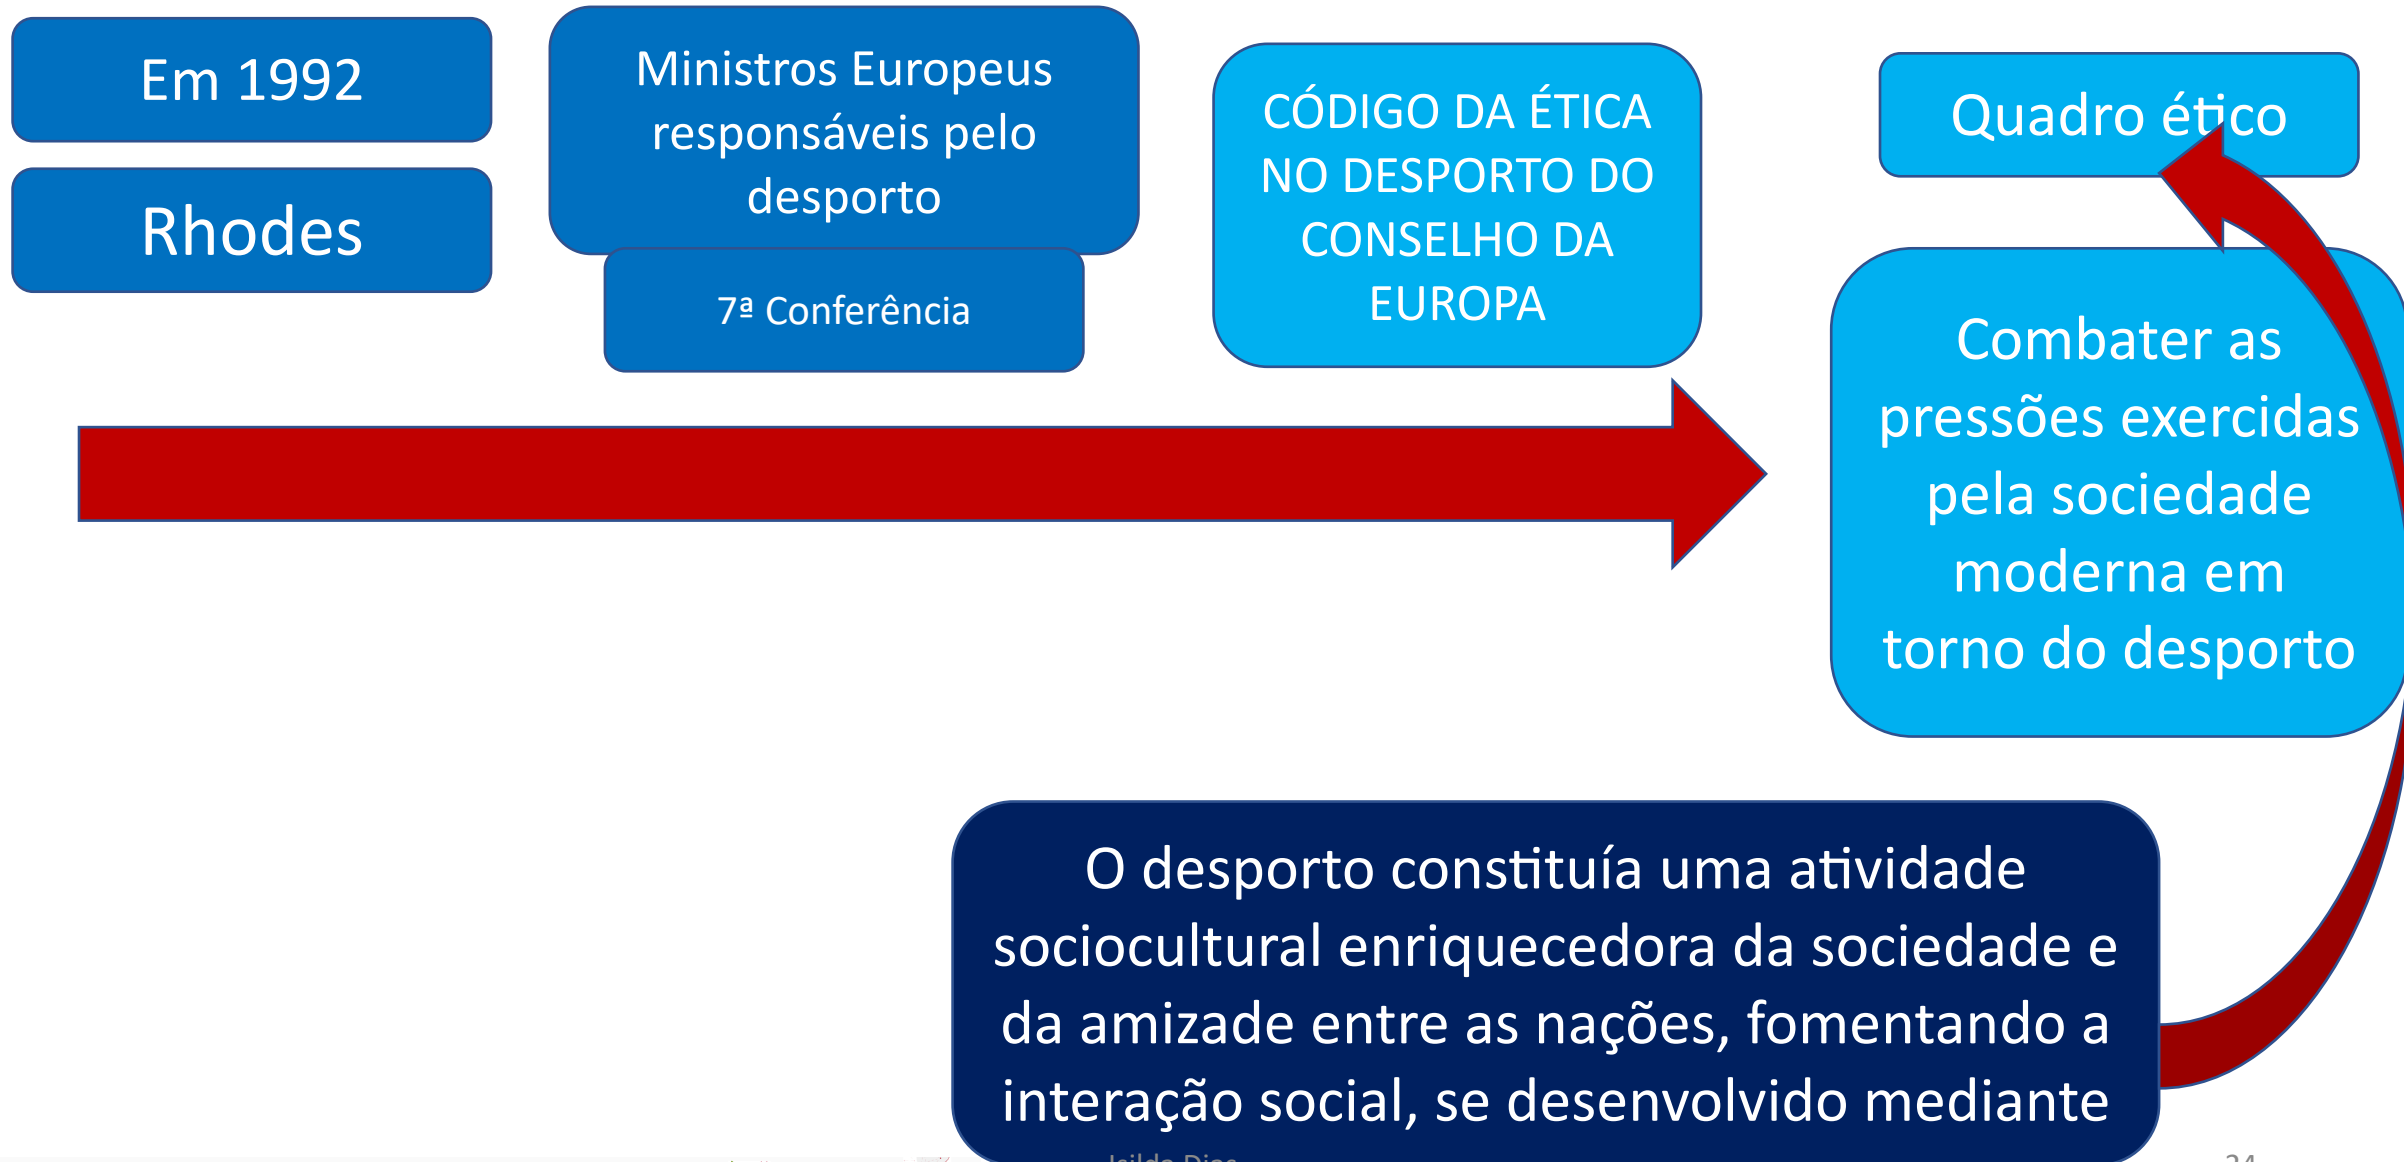 Em 1992
Rhodes
Ministros Europeus
responsáveis pelo
desporto
7ª Conferência
CÓDIGO DA ÉTICA
NO DESPORTO DO
CONSELHO DA
EUROPA
Quadro ético
Combater as
pressões exercidas
pela sociedade
moderna em
torno do desporto
O desporto constituía uma atividade
sociocultural enriquecedora da sociedade e
da amizade entre as nações, fomentando a
interação social, se desenvolvido mediante